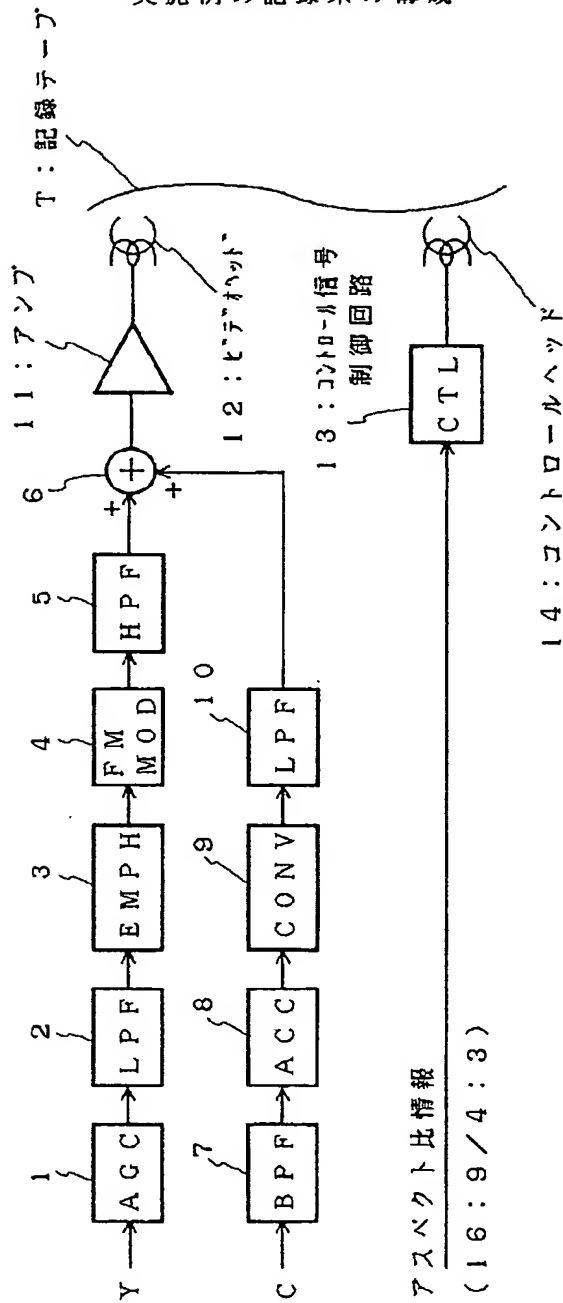 実施例の記録系の構成
T：記録テープ
11：アンプ
12：ビデオヘッド
6
+
+
+
5
HPF
4
FM
MOD
3
EMPH
2
LPF
1
AGC
Y
10
LPF
9
CONV
8
ACC
7
BPF
C
13：コントロール信号
制御回路
CTL
14：コントロールヘッド
アスペクト比情報
(16：9/4：3)